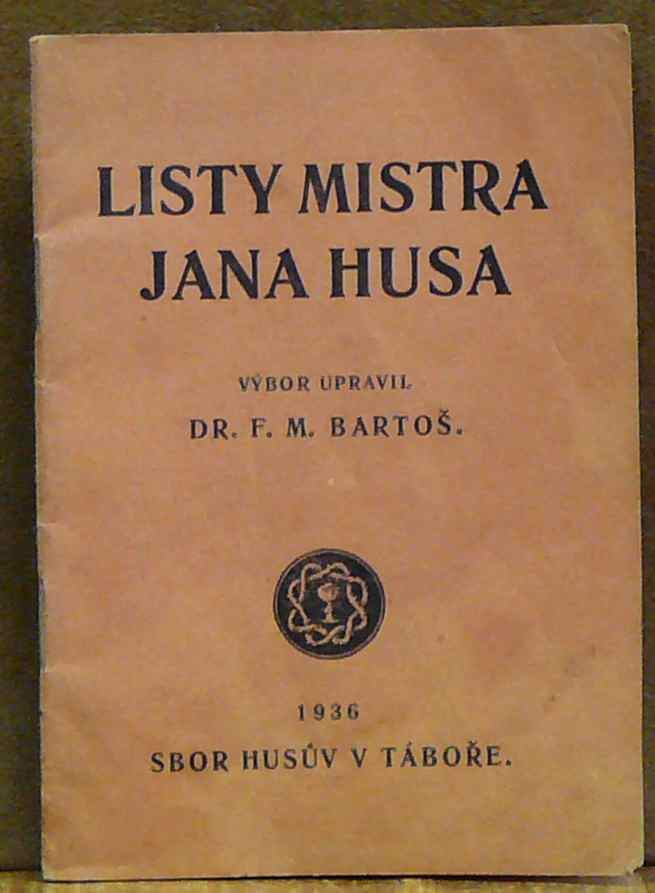 LISTY MISTRA
JANA HUSA
VÝBOR UPRAVIL
DR. F. M. BARTOŠ.
1936
SBOR HUSŮV V TÁBOŘE.